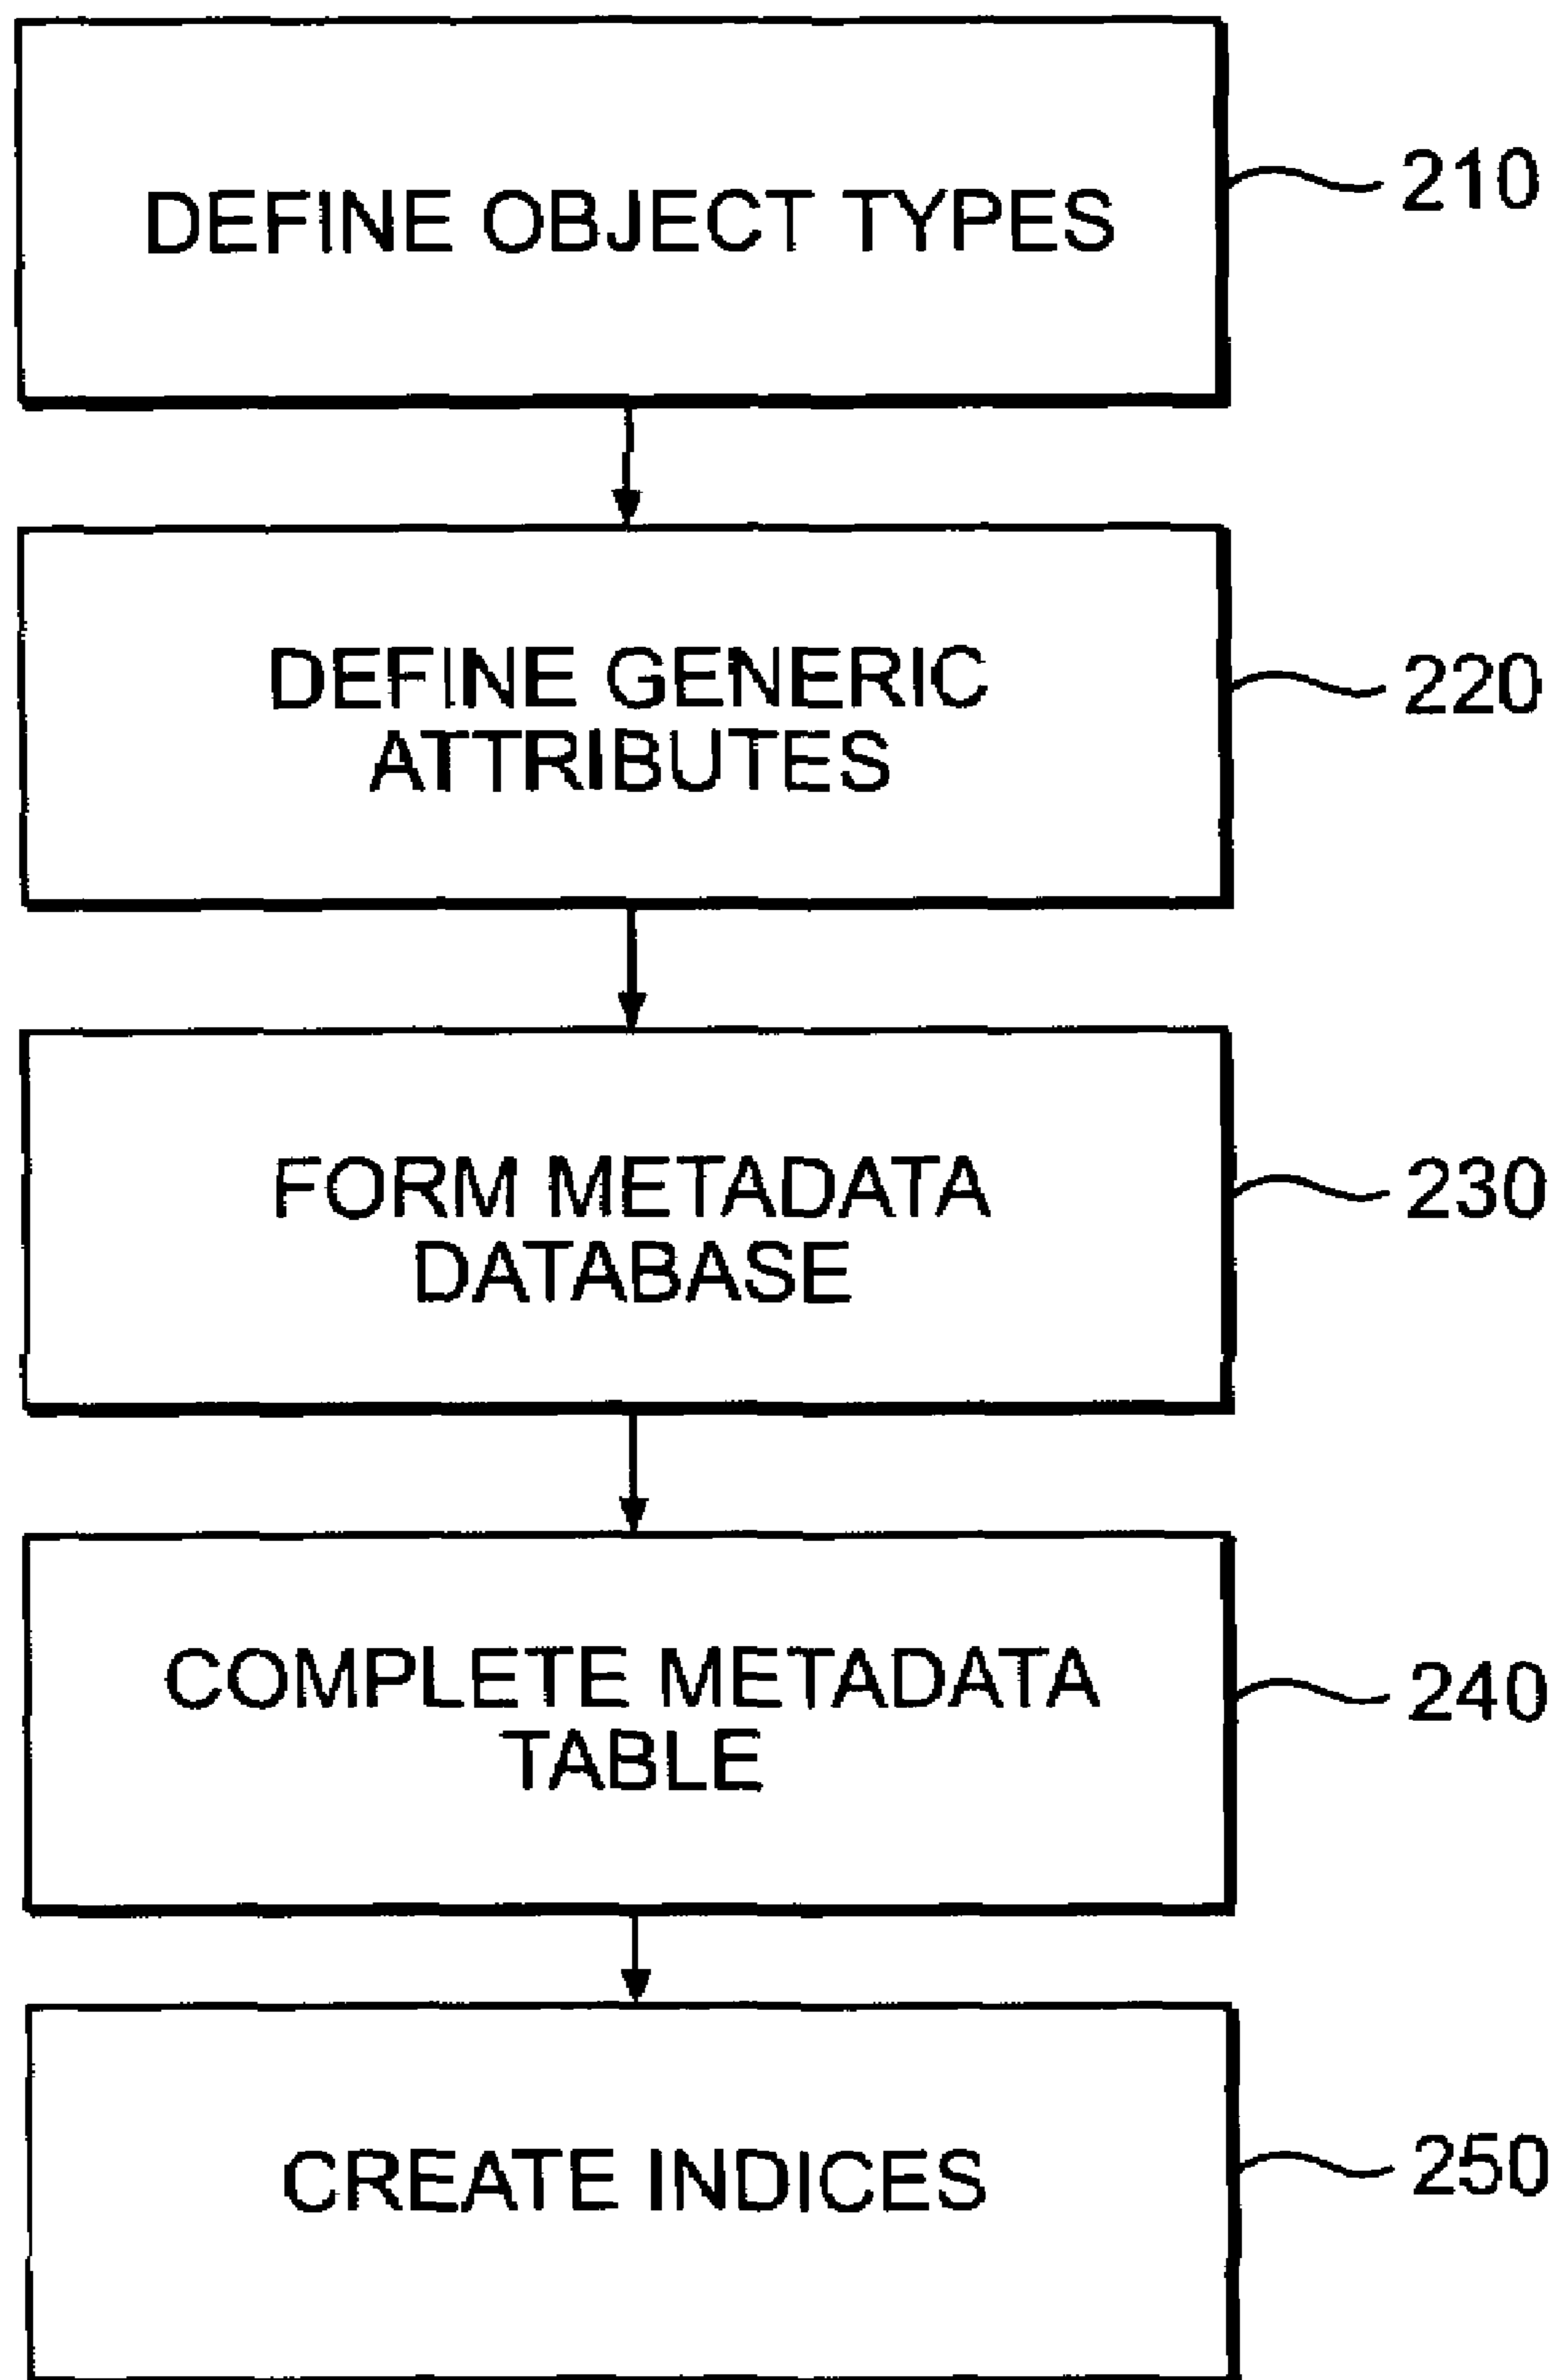 DEFINE OBJECT TYPES
210
DEFINE GENERIC
ATTRIBUTES
220
FORM METADATA
DATABASE
230
COMPLETE METADATA
TABLE
240
CREATE INDICES
250